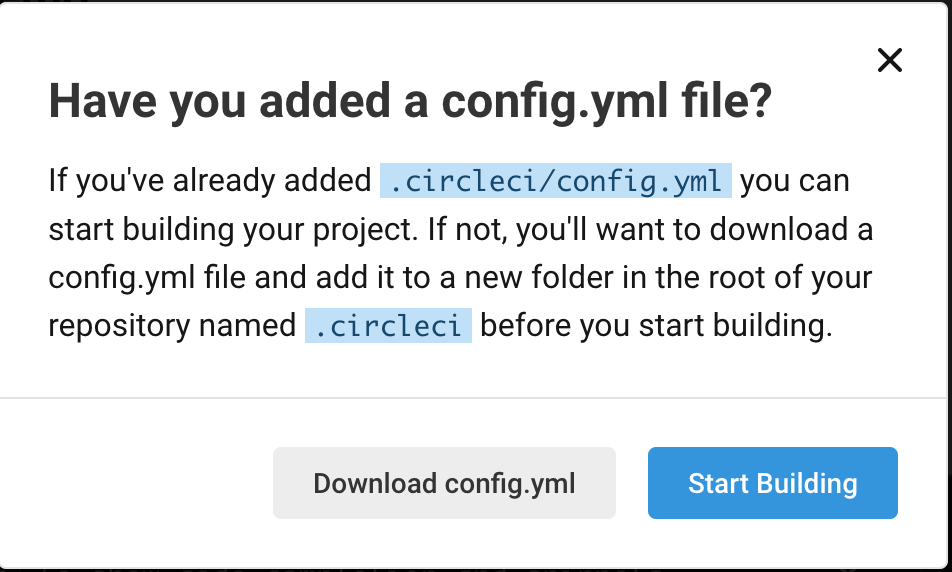 Have you added a config.yml file?
If you've already added .circleci/config.yml you can
start building your project. If not, you'll want to download a
config.yml file and add it to a new folder in the root of your
repository named .circleci before you start building.
Download config.yml
Start Building